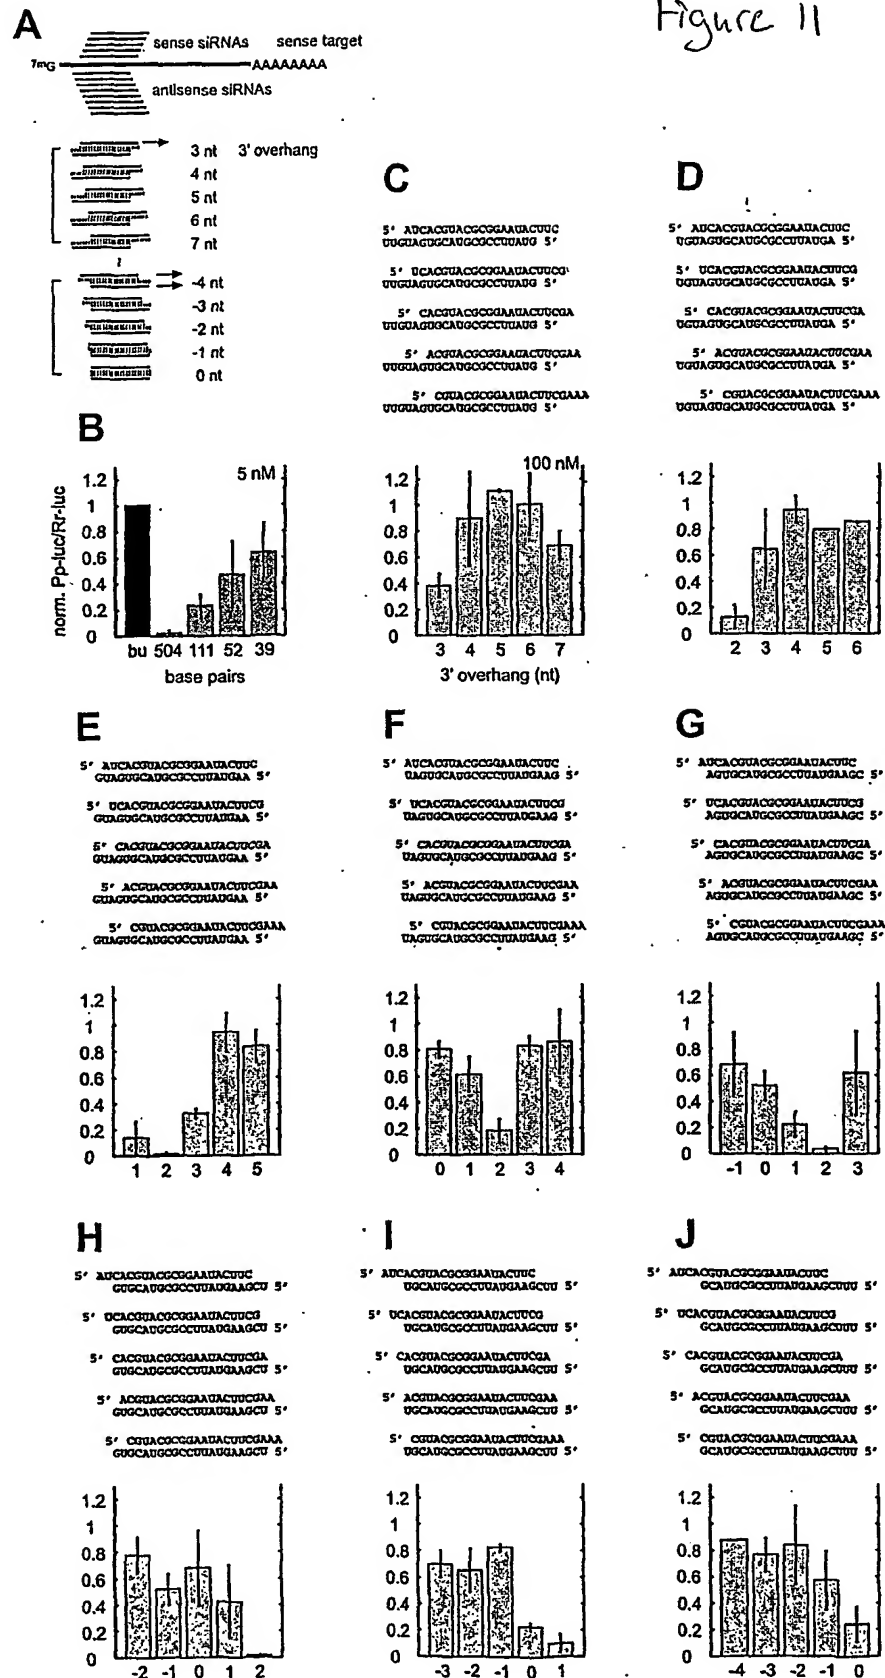 Figure 11
A
sense siRNAs sense target
7mG AAAAAAAA
antisense siRNAs
3 nt 3' overhang
4 nt
5 nt
6 nt
7 nt
-4 nt
-3 nt
-2 nt
-1 nt
0 nt
B
norm. Pp-luc/Rr-luc
5 nM
1.2
1
0.8
0.6
0.4
0.2
0
bu 504 111 52 39
base pairs
C
5' AUCACGUACGCGGAAUACUUC
UUGUAGUGCAUGCGCCUUAUG 5'
5' UCACGUACGCGGAAUACUUCG
UUGUAGUGCAUGCGCCUUAUG 5'
5' CACGUACGCGGAAUACUUCGA
UUGUAGUGCAUGCGCCUUAUG 5'
5' ACGUACGCGGAAUACUUCGAA
UUGUAGUGCAUGCGCCUUAUG 5'
5' CGUACGCGGAAUACUUCGAAA
UUGUAGUGCAUGCGCCUUAUG 5'
100 nM
1.2
1
0.8
0.6
0.4
0.2
0
3 4 5 6 7
3' overhang (nt)
D
5' AUCACGUACGCGGAAUACUUC
UGUAGUGCAUGCGCCUUAUGA 5'
5' UCACGUACGCGGAAUACUUCG
UGUAGUGCAUGCGCCUUAUGA 5'
5' CACGUACGCGGAAUACUUCGA
UGUAGUGCAUGCGCCUUAUGA 5'
5' ACGUACGCGGAAUACUUCGAA
UGUAGUGCAUGCGCCUUAUGA 5'
5' CGUACGCGGAAUACUUCGAAA
UGUAGUGCAUGCGCCUUAUGA 5'
1.2
1
0.8
0.6
0.4
0.2
0
2 3 4 5 6
E
5' AUCACGUACGCGGAAUACUUC
GUAGUGCAUGCGCCUUAUGAA 5'
5' UCACGUACGCGGAAUACUUCG
GUAGUGCAUGCGCCUUAUGAA 5'
5' CACGUACGCGGAAUACUUCGA
GUAGUGCAUGCGCCUUAUGAA 5'
5' ACGUACGCGGAAUACUUCGAA
GUAGUGCAUGCGCCUUAUGAA 5'
5' CGUACGCGGAAUACUUCGAAA
GUAGUGCAUGCGCCUUAUGAA 5'
1.2
1
0.8
0.6
0.4
0.2
0
1 2 3 4 5
F
5' AUCACGUACGCGGAAUACUUC
UAGUGCAUGCGCCUUAUGAAG 5'
5' UCACGUACGCGGAAUACUUCG
UAGUGCAUGCGCCUUAUGAAG 5'
5' CACGUACGCGGAAUACUUCGA
UAGUGCAUGCGCCUUAUGAAG 5'
5' ACGUACGCGGAAUACUUCGAA
UAGUGCAUGCGCCUUAUGAAG 5'
5' CGUACGCGGAAUACUUCGAAA
UAGUGCAUGCGCCUUAUGAAG 5'
1.2
1
0.8
0.6
0.4
0.2
0
0 1 2 3 4
G
5' AUCACGUACGCGGAAUACUUC
AGUGCAUGCGCCUUAUGAAGC 5'
5' UCACGUACGCGGAAUACUUCG
AGUGCAUGCGCCUUAUGAAGC 5'
5' CACGUACGCGGAAUACUUCGA
AGUGCAUGCGCCUUAUGAAGC 5'
5' ACGUACGCGGAAUACUUCGAA
AGUGCAUGCGCCUUAUGAAGC 5'
5' CGUACGCGGAAUACUUCGAAA
AGUGCAUGCGCCUUAUGAAGC 5'
1.2
1
0.8
0.6
0.4
0.2
0
-1 0 1 2 3
H
5' AUCACGUACGCGGAAUACUUC
GUGCAUGCGCCUUAUGAAGCU 5'
5' UCACGUACGCGGAAUACUUCG
GUGCAUGCGCCUUAUGAAGCU 5'
5' CACGUACGCGGAAUACUUCGA
GUGCAUGCGCCUUAUGAAGCU 5'
5' ACGUACGCGGAAUACUUCGAA
GUGCAUGCGCCUUAUGAAGCU 5'
5' CGUACGCGGAAUACUUCGAAA
GUGCAUGCGCCUUAUGAAGCU 5'
1.2
1
0.8
0.6
0.4
0.2
0
-2 -1 0 1 2
I
5' AUCACGUACGCGGAAUACUUC
UGCAUGCGCCUUAUGAAGCUU 5'
5' UCACGUACGCGGAAUACUUCG
UGCAUGCGCCUUAUGAAGCUU 5'
5' CACGUACGCGGAAUACUUCGA
UGCAUGCGCCUUAUGAAGCUU 5'
5' ACGUACGCGGAAUACUUCGAA
UGCAUGCGCCUUAUGAAGCUU 5'
5' CGUACGCGGAAUACUUCGAAA
UGCAUGCGCCUUAUGAAGCUU 5'
1.2
1
0.8
0.6
0.4
0.2
0
-3 -2 -1 0 1
J
5' AUCACGUACGCGGAAUACUUC
GCAUGCGCCUUAUGAAGCUUU 5'
5' UCACGUACGCGGAAUACUUCG
GCAUGCGCCUUAUGAAGCUUU 5'
5' CACGUACGCGGAAUACUUCGA
GCAUGCGCCUUAUGAAGCUUU 5'
5' ACGUACGCGGAAUACUUCGAA
GCAUGCGCCUUAUGAAGCUUU 5'
5' CGUACGCGGAAUACUUCGAAA
GCAUGCGCCUUAUGAAGCUUU 5'
1.2
1
0.8
0.6
0.4
0.2
0
-4 -3 -2 -1 0